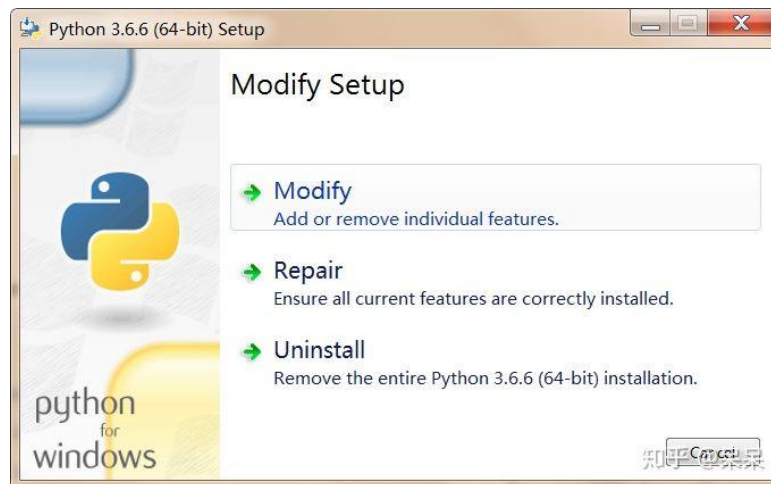 Python 3.6.6 (64-bit) Setup
Modify Setup
Modify
Add or remove individual features.
Repair
Ensure all current features are correctly installed.
Uninstall
Remove the entire Python 3.6.6 (64-bit) installation.
python
for
windows
Cancel
知乎 @呆呆